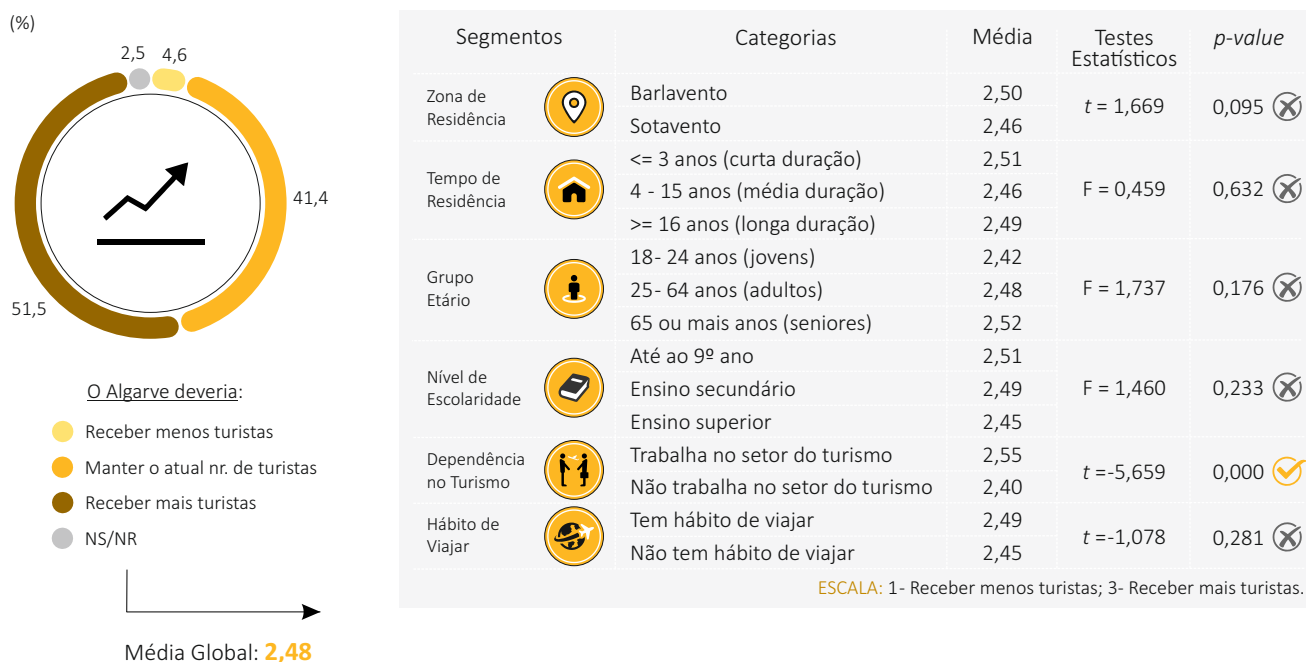 (%)
2,5
4,6
41,4
51,5
O Algarve deveria:
Receber menos turistas
Manter o atual nr. de turistas
Receber mais turistas
NS/NR
Média Global: 2,48
Segmentos Categorias Média Testes Estatísticos p-value
Zona de Residência
Barlavento 2,50
Sotavento 2,46
t = 1,669 0,095
Tempo de Residência
<= 3 anos (curta duração) 2,51
4 - 15 anos (média duração) 2,46
>= 16 anos (longa duração) 2,49
F = 0,459 0,632
Grupo Etário
18- 24 anos (jovens) 2,42
25- 64 anos (adultos) 2,48
65 ou mais anos (seniores) 2,52
F = 1,737 0,176
Nível de Escolaridade
Até ao 9º ano 2,51
Ensino secundário 2,49
Ensino superior 2,45
F = 1,460 0,233
Dependência no Turismo
Trabalha no setor do turismo 2,55
Não trabalha no setor do turismo 2,40
t =-5,659 0,000
Hábito de Viajar
Tem hábito de viajar 2,49
Não tem hábito de viajar 2,45
t =-1,078 0,281
ESCALA: 1- Receber menos turistas; 3- Receber mais turistas.